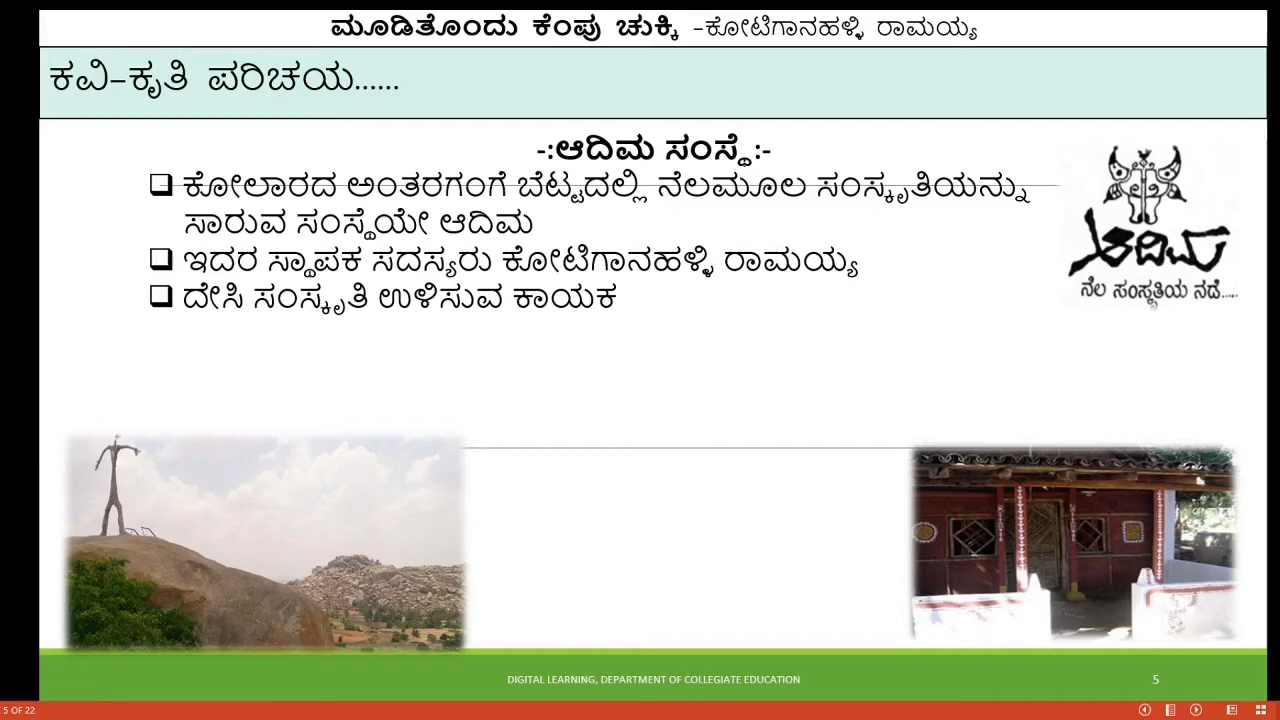 ಮೂಡಿತೊಂದು ಕೆಂಪು ಚುಕ್ಕಿ -ಕೋಟಿಗಾನಹಳ್ಳಿ ರಾಮಯ್ಯ
ಕವಿ-ಕೃತಿ ಪರಿಚಯ......
-:ಆದಿಮ ಸಂಸ್ಥೆ:-
ಕೋಲಾರದ ಅಂತರಗಂಗೆ ಬೆಟ್ಟದಲ್ಲಿ ನೆಲಮೂಲ ಸಂಸ್ಕೃತಿಯನ್ನು
ಸಾರುವ ಸಂಸ್ಥೆಯೇ ಆದಿಮ
ಇದರ ಸ್ಥಾಪಕ ಸದಸ್ಯರು ಕೋಟಿಗಾನಹಳ್ಳಿ ರಾಮಯ್ಯ
ದೇಸಿ ಸಂಸ್ಕೃತಿ ಉಳಿಸುವ ಕಾಯಕ
ಆದಿಮ
ನೆಲ ಸಂಸ್ಕೃತಿಯ ನಡೆ.....
DIGITAL LEARNING, DEPARTMENT OF COLLEGIATE EDUCATION
5
5 OF 22